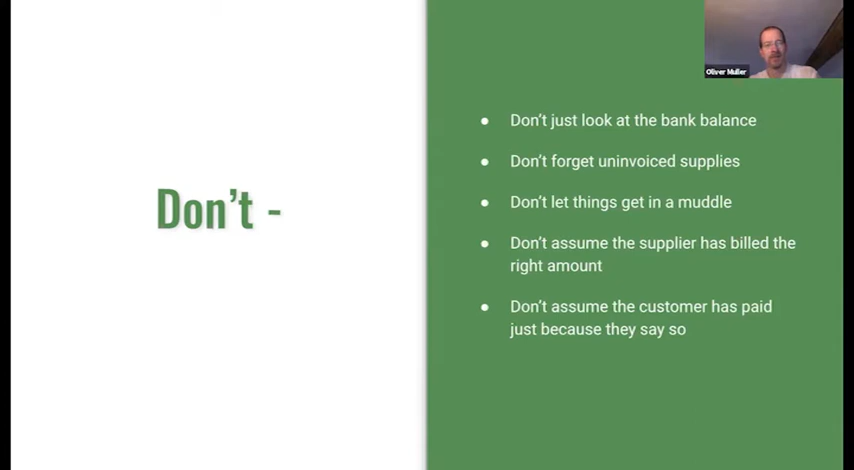 Oliver Muller
Don't -
Don't just look at the bank balance
Don't forget uninvoiced supplies
Don't let things get in a muddle
Don't assume the supplier has billed the
right amount
Don't assume the customer has paid
just because they say so